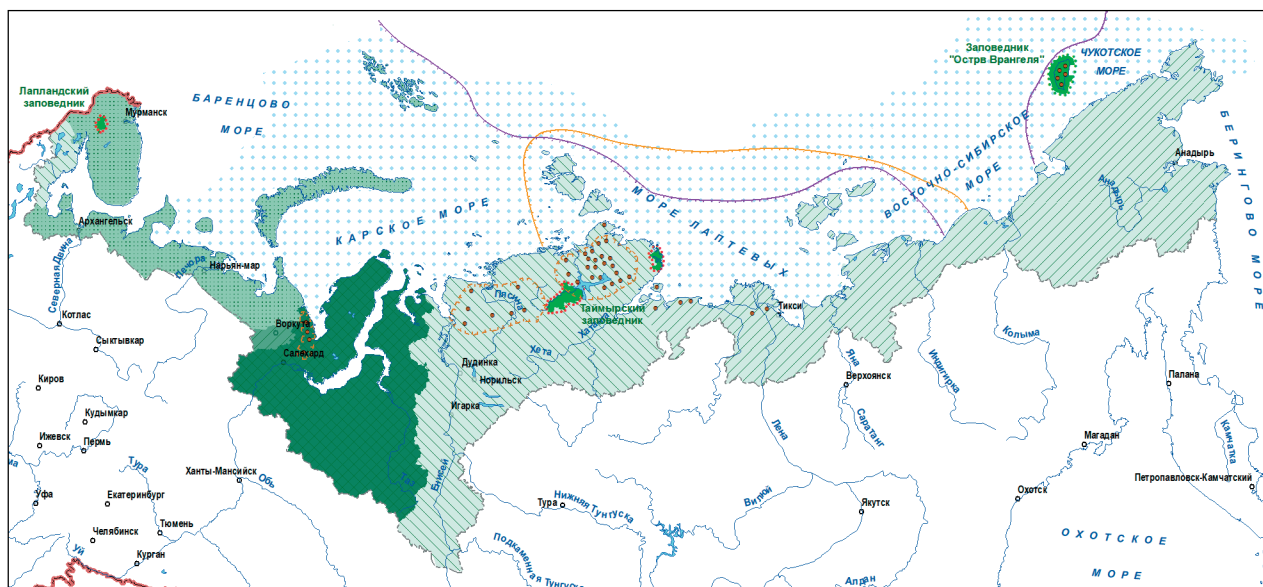 Заповедник
"Остров Врангеля"
ЧУКОТСКОЕ
МОРЕ
Лапландский
заповедник
Мурманск
БАРЕНЦОВО
МОРЕ
БЕРИНГОВО МОРЕ
ВОСТОЧНО-СИБИРСКОЕ
МОРЕ
Анадырь
Анадырь
МОРЕ ЛАПТЕВЫХ
КАРСКОЕ МОРЕ
Архангельск
Северная Двина
Печора
Нарьян-мар
Пясина
Таймырский
заповедник
Хатанга
Тикси
Котлас
Воркута
Салехард
Сыктывкар
Хета
Дудинка
Норильск
Игарка
Яна
Верхоянск
Индигирка
Колыма
Палана
Киров
Кудымкар
Ижевск
Пермь
Саратанг
Лена
Магадан
Камчатка
ма
Тура
Ханты-Мансийск
Обь
Таз
Енисей
Петропавловск-Камчатский
Уфа
Екатеринбург
Тура
Нижняя Тунгуска
Вилюй
Якутск
Охотск
Челябинск
Тюмень
Уй
Курган
Подкаменная Тунгуск
Алдан
ОХОТСКОЕ
МОРЕ